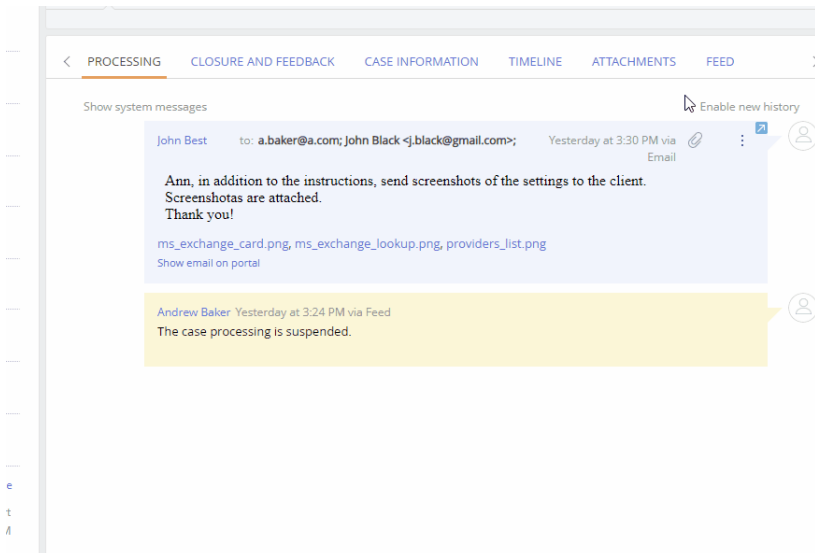 PROCESSING CLOSURE AND FEEDBACK CASE INFORMATION TIMELINE ATTACHMENTS FEED
Show system messages Enable new history
John Best to: a.baker@a.com; John Black <j.black@gmail.com>; Yesterday at 3:30 PM via
Email
Ann, in addition to the instructions, send screenshots of the settings to the client.
Screenshotas are attached.
Thank you!
ms_exchange_card.png, ms_exchange_lookup.png, providers_list.png
Show email on portal
Andrew Baker Yesterday at 3:24 PM via Feed
The case processing is suspended.
e